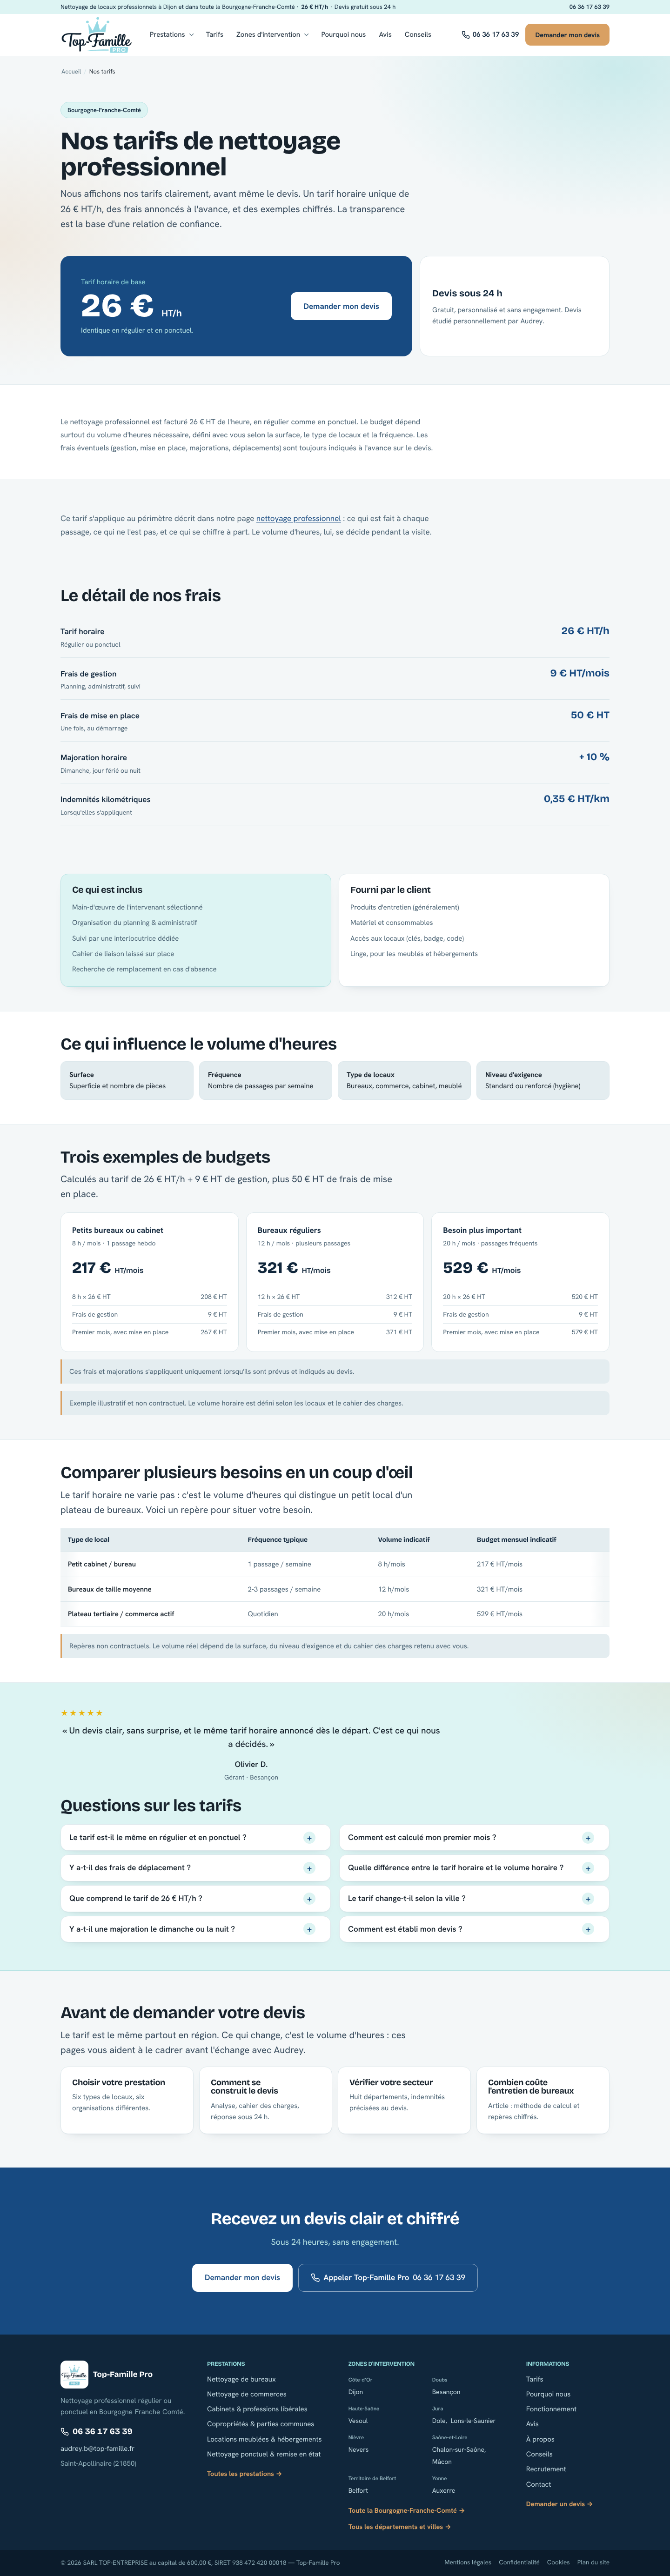 Nettoyage de locaux professionnels à Dijon et dans toute la Bourgogne-Franche-Comté · 26 € HT/h · Devis gratuit sous 24 h
06 36 17 63 39
Top-Famille
PRO
Prestations
Tarifs
Zones d'intervention
Pourquoi nous
Avis
Conseils
06 36 17 63 39
Demander mon devis
Accueil / Nos tarifs
Bourgogne-Franche-Comté
Nos tarifs de nettoyage
professionnel
Nous affichons nos tarifs clairement, avant même le devis. Un tarif horaire unique de
26 € HT/h, des frais annoncés à l'avance, et des exemples chiffrés. La transparence
est la base d'une relation de confiance.
Tarif horaire de base
26 € HT/h
Identique en régulier et en ponctuel.
Demander mon devis
Devis sous 24 h
Gratuit, personnalisé et sans engagement. Devis
étudié personnellement par Audrey.
Le nettoyage professionnel est facturé 26 € HT de l'heure, en régulier comme en ponctuel. Le budget dépend
surtout du volume d'heures nécessaire, défini avec vous selon la surface, le type de locaux et la fréquence. Les
frais éventuels (gestion, mise en place, majorations, déplacements) sont toujours indiqués à l'avance sur le devis.
Ce tarif s'applique au périmètre décrit dans notre page nettoyage professionnel : ce qui est fait à chaque
passage, ce qui ne l'est pas, et ce qui se chiffre à part. Le volume d'heures, lui, se décide pendant la visite.
Le détail de nos frais
Tarif horaire
Régulier ou ponctuel
26 € HT/h
Frais de gestion
Planning, administratif, suivi
9 € HT/mois
Frais de mise en place
Une fois, au démarrage
50 € HT
Majoration horaire
Dimanche, jour férié ou nuit
+ 10 %
Indemnités kilométriques
Lorsqu'elles s'appliquent
0,35 € HT/km
Ce qui est inclus
Main-d'œuvre de l'intervenant sélectionné
Organisation du planning & administratif
Suivi par une interlocutrice dédiée
Cahier de liaison laissé sur place
Recherche de remplacement en cas d'absence
Fourni par le client
Produits d'entretien (généralement)
Matériel et consommables
Accès aux locaux (clés, badge, code)
Linge, pour les meublés et hébergements
Ce qui influence le volume d'heures
Surface
Superficie et nombre de pièces
Fréquence
Nombre de passages par semaine
Type de locaux
Bureaux, commerce, cabinet, meublé
Niveau d'exigence
Standard ou renforcé (hygiène)
Trois exemples de budgets
Calculés au tarif de 26 € HT/h + 9 € HT de gestion, plus 50 € HT de frais de mise
en place.
Petits bureaux ou cabinet
8 h / mois · 1 passage hebdo
217 € HT/mois
8 h × 26 € HT 208 € HT
Frais de gestion 9 € HT
Premier mois, avec mise en place 267 € HT
Bureaux réguliers
12 h / mois · plusieurs passages
321 € HT/mois
12 h × 26 € HT 312 € HT
Frais de gestion 9 € HT
Premier mois, avec mise en place 371 € HT
Besoin plus important
20 h / mois · passages fréquents
529 € HT/mois
20 h × 26 € HT 520 € HT
Frais de gestion 9 € HT
Premier mois, avec mise en place 579 € HT
Ces frais et majorations s'appliquent uniquement lorsqu'ils sont prévus et indiqués au devis.
Exemple illustratif et non contractuel. Le volume horaire est défini selon les locaux et le cahier des charges.
Comparer plusieurs besoins en un coup d'œil
Le tarif horaire ne varie pas : c'est le volume d'heures qui distingue un petit local d'un
plateau de bureaux. Voici un repère pour situer votre besoin.
Type de local Fréquence typique Volume indicatif Budget mensuel indicatif
Petit cabinet / bureau 1 passage / semaine 8 h/mois 217 € HT/mois
Bureaux de taille moyenne 2-3 passages / semaine 12 h/mois 321 € HT/mois
Plateau tertiaire / commerce actif Quotidien 20 h/mois 529 € HT/mois
Repères non contractuels. Le volume réel dépend de la surface, du niveau d'exigence et du cahier des charges retenu avec vous.
★★★★★
« Un devis clair, sans surprise, et le même tarif horaire annoncé dès le départ. C'est ce qui nous
a décidés. »
Olivier D.
Gérant · Besançon
Questions sur les tarifs
Le tarif est-il le même en régulier et en ponctuel ? +
Comment est calculé mon premier mois ? +
Y a-t-il des frais de déplacement ? +
Quelle différence entre le tarif horaire et le volume horaire ? +
Que comprend le tarif de 26 € HT/h ? +
Le tarif change-t-il selon la ville ? +
Y a-t-il une majoration le dimanche ou la nuit ? +
Comment est établi mon devis ? +
Avant de demander votre devis
Le tarif est le même partout en région. Ce qui change, c'est le volume d'heures : ces
pages vous aident à le cadrer avant l'échange avec Audrey.
Choisir votre prestation
Six types de locaux, six
organisations différentes.
Comment se
construit le devis
Analyse, cahier des charges,
réponse sous 24 h.
Vérifier votre secteur
Huit départements, indemnités
précisées au devis.
Combien coûte
l'entretien de bureaux
Article : méthode de calcul et
repères chiffrés.
Recevez un devis clair et chiffré
Sous 24 heures, sans engagement.
Demander mon devis
Appeler Top-Famille Pro 06 36 17 63 39
Top-Famille
PRO
Top-Famille Pro
Nettoyage professionnel régulier ou
ponctuel en Bourgogne-Franche-Comté.
06 36 17 63 39
audrey.b@top-famille.fr
Saint-Apollinaire (21850)
PRESTATIONS
Nettoyage de bureaux
Nettoyage de commerces
Cabinets & professions libérales
Copropriétés & parties communes
Locations meublées & hébergements
Nettoyage ponctuel & remise en état
Toutes les prestations →
ZONES D'INTERVENTION
Côte-d'Or
Dijon
Doubs
Besançon
Haute-Saône
Vesoul
Jura
Dole, Lons-le-Saunier
Nièvre
Nevers
Saône-et-Loire
Chalon-sur-Saône,
Mâcon
Territoire de Belfort
Belfort
Yonne
Auxerre
Toute la Bourgogne-Franche-Comté →
Tous les départements et villes →
INFORMATIONS
Tarifs
Pourquoi nous
Fonctionnement
Avis
À propos
Conseils
Recrutement
Contact
Demander un devis →
© 2026 SARL TOP-ENTREPRISE au capital de 600,00 €, SIRET 938 472 420 00018 — Top-Famille Pro
Mentions légales
Confidentialité
Cookies
Plan du site